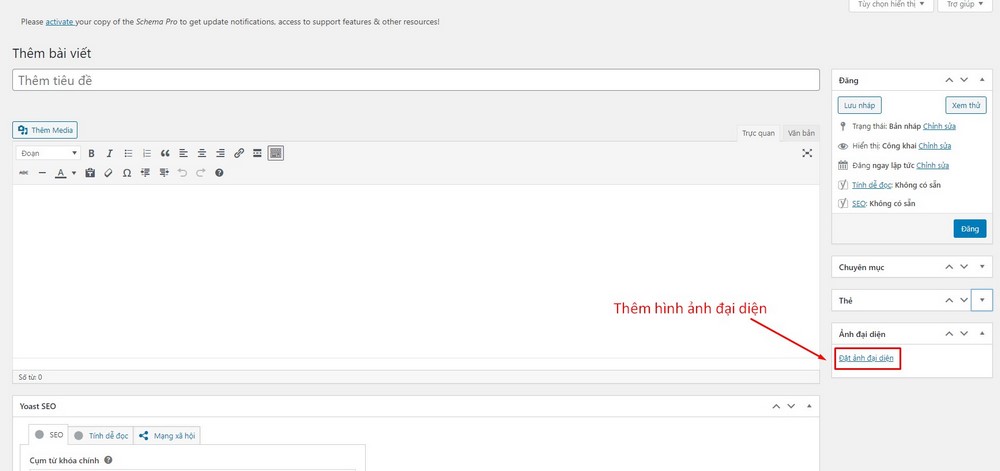 Tùy chọn hiển thị
Trợ giúp
Please activate your copy of the Schema Pro to get update notifications, access to support features & other resources!
Thêm bài viết
Thêm tiêu đề
Thêm Media
Trực quan
Văn bản
Đoạn
B I
ABC
A
Ω
Số từ: 0
Đăng
Lưu nháp
Xem thử
Trạng thái: Bản nháp Chỉnh sửa
Hiển thị: Công khai Chỉnh sửa
Đăng ngay lập tức Chỉnh sửa
Tính dễ đọc: Không có sẵn
SEO: Không có sẵn
Đăng
Chuyên mục
Thẻ
Thêm hình ảnh đại diện
Ảnh đại diện
Đặt ảnh đại diện
Yoast SEO
SEO
Tính dễ đọc
Mạng xã hội
Cụm từ khóa chính